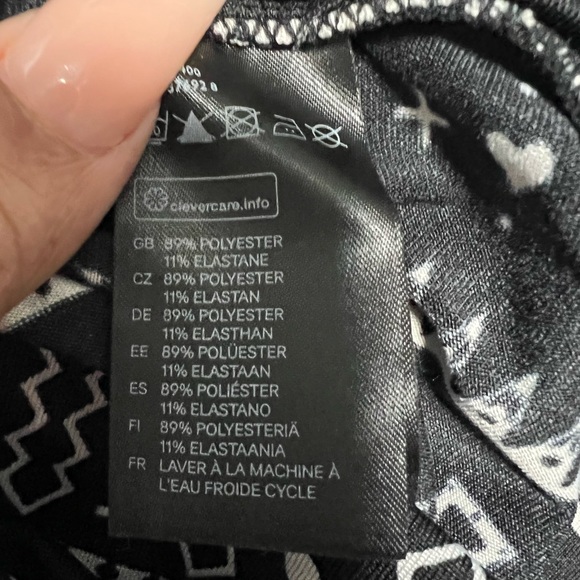 clevercare.info
GB 89% POLYESTER
11% ELASTANE
CZ 89% POLYESTER
11% ELASTAN
DE 89% POLYESTER
11% ELASTHAN
EE 89% POLÜESTER
11% ELASTAAN
ES 89% POLIÉSTER
11% ELASTANO
FI 89% POLYESTERIÄ
11% ELASTAANIA
FR LAVER À LA MACHINE À
L'EAU FROIDE CYCLE